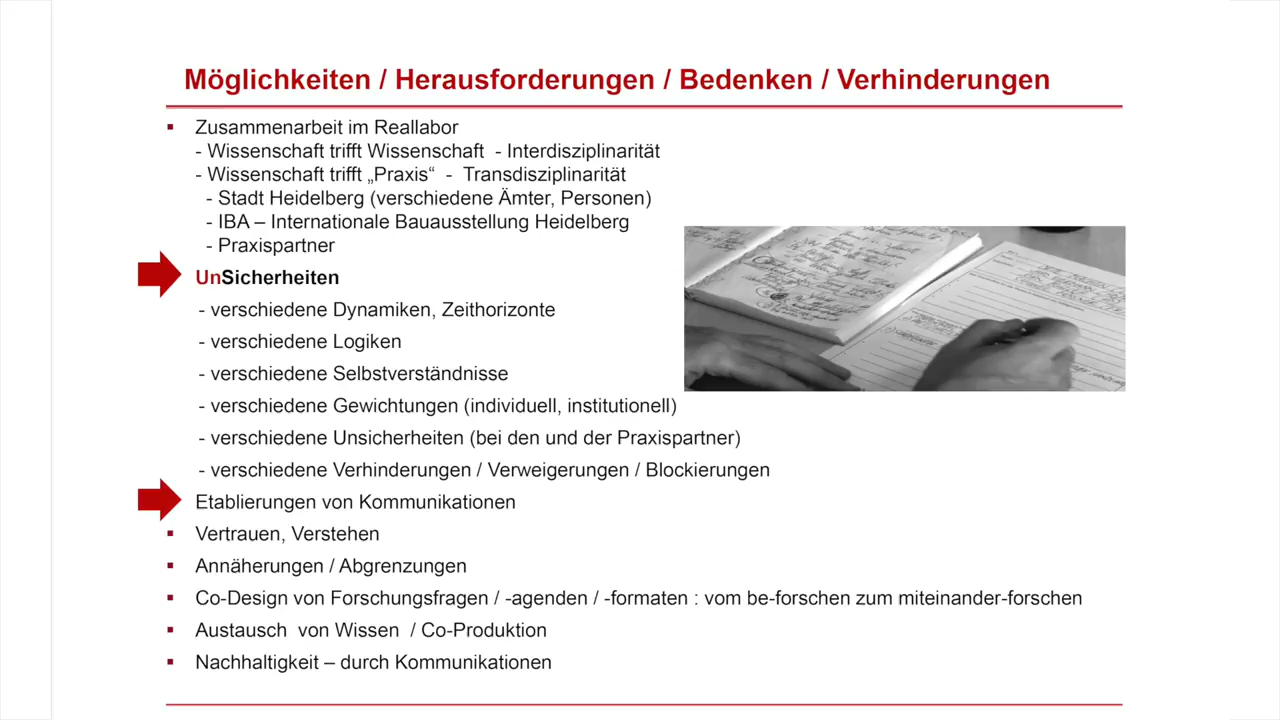 Möglichkeiten / Herausforderungen / Bedenken / Verhinderungen
▪ Zusammenarbeit im Reallabor
- Wissenschaft trifft Wissenschaft - Interdisziplinarität
- Wissenschaft trifft „Praxis“ - Transdisziplinarität
- Stadt Heidelberg (verschiedene Ämter, Personen)
- IBA – Internationale Bauausstellung Heidelberg
- Praxispartner
UnSicherheiten
- verschiedene Dynamiken, Zeithorizonte
- verschiedene Logiken
- verschiedene Selbstverständnisse
- verschiedene Gewichtungen (individuell, institutionell)
- verschiedene Unsicherheiten (bei den und der Praxispartner)
- verschiedene Verhinderungen / Verweigerungen / Blockierungen
Etablierungen von Kommunikationen
▪ Vertrauen, Verstehen
▪ Annäherungen / Abgrenzungen
▪ Co-Design von Forschungsfragen / -agenden / -formaten : vom be-forschen zum miteinander-forschen
▪ Austausch von Wissen / Co-Produktion
▪ Nachhaltigkeit – durch Kommunikationen